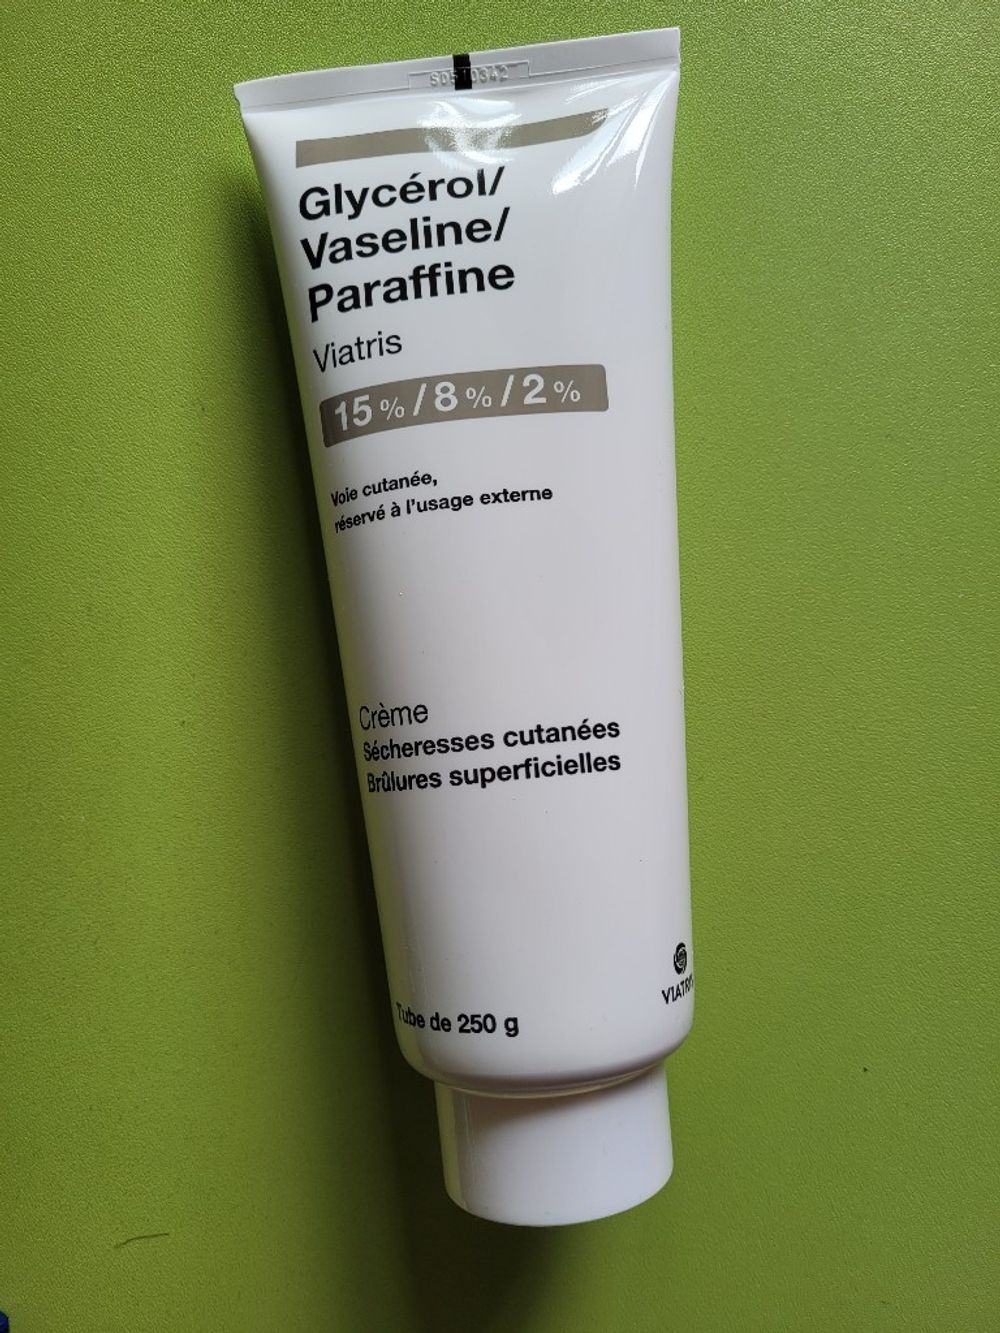 Glycérol/
Vaseline/
Paraffine
Viatris
15% / 8% / 2%
Voie cutanée,
réservé à l'usage externe
Crème
Sécheresses cutanées
Brûlures superficielles
VIATRIS
Tube de 250 g